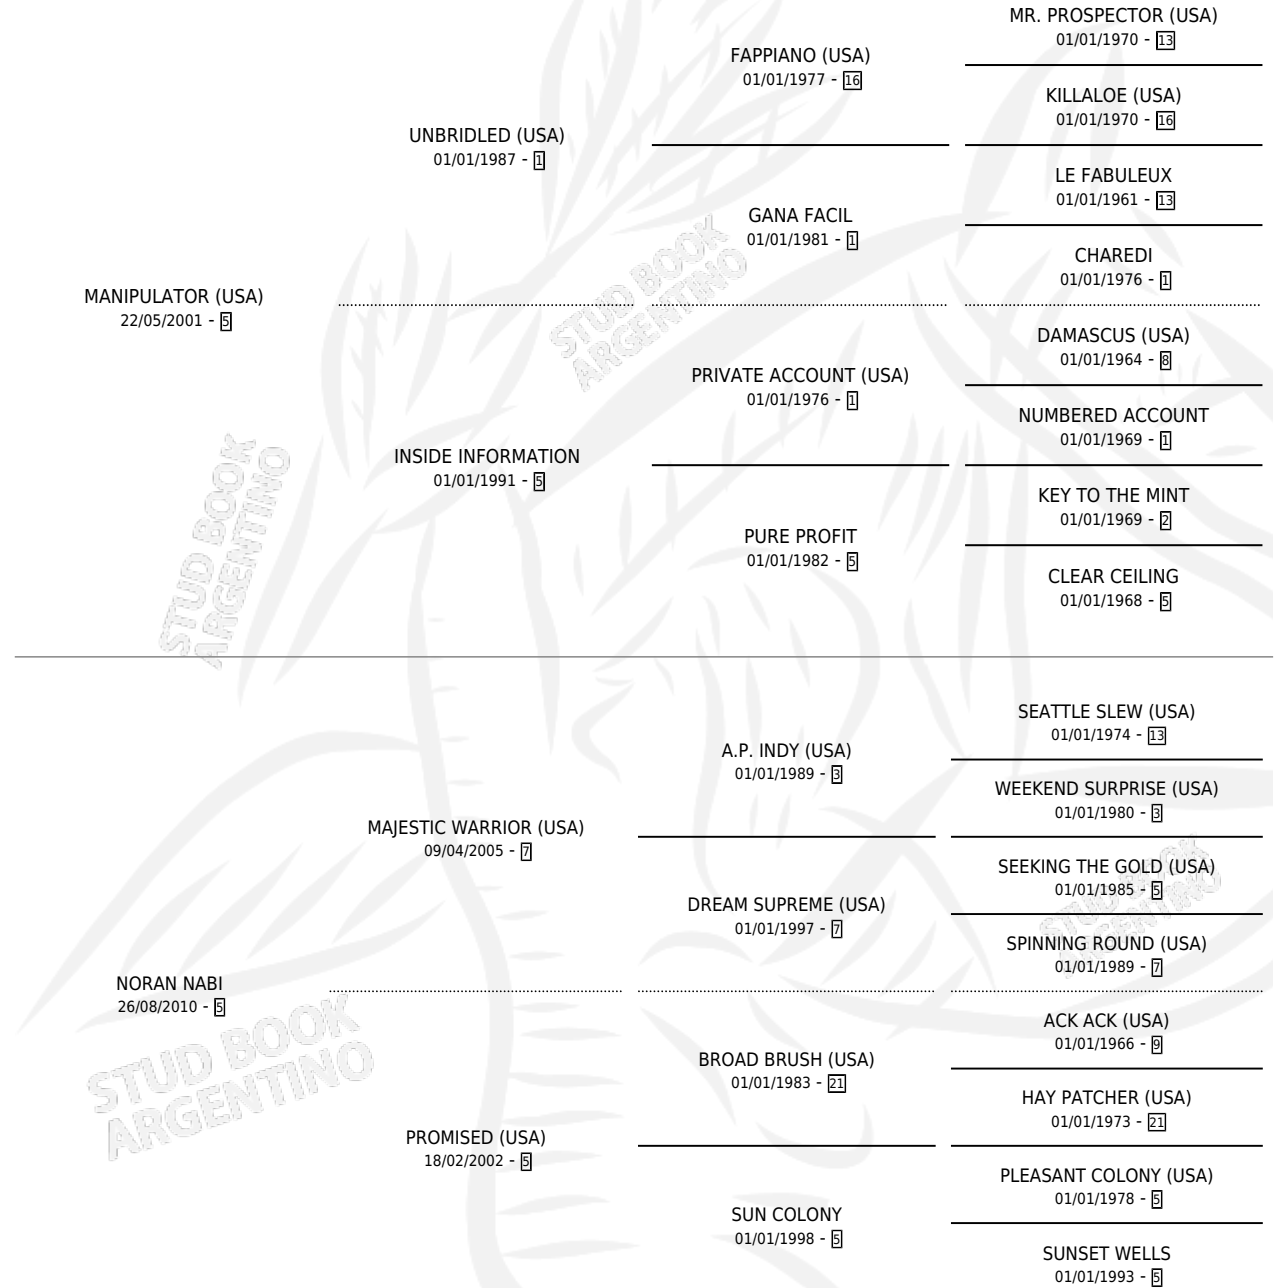 MR. PROSPECTOR (USA)
01/01/1970 - 13
FAPPIANO (USA)
01/01/1977 - 16
KILLALOE (USA)
01/01/1970 - 16
UNBRIDLED (USA)
01/01/1987 - 1
LE FABULEUX
01/01/1961 - 13
GANA FACIL
01/01/1981 - 1
CHAREDI
01/01/1976 - 1
MANIPULATOR (USA)
22/05/2001 - 5
DAMASCUS (USA)
01/01/1964 - 8
PRIVATE ACCOUNT (USA)
01/01/1976 - 1
NUMBERED ACCOUNT
01/01/1969 - 1
INSIDE INFORMATION
01/01/1991 - 5
KEY TO THE MINT
01/01/1969 - 2
PURE PROFIT
01/01/1982 - 5
CLEAR CEILING
01/01/1968 - 5
STUD BOOK
ARGENTINO
STUD BOOK
ARGENTINO
SEATTLE SLEW (USA)
01/01/1974 - 13
A.P. INDY (USA)
01/01/1989 - 3
WEEKEND SURPRISE (USA)
01/01/1980 - 3
MAJESTIC WARRIOR (USA)
09/04/2005 - 7
SEEKING THE GOLD (USA)
01/01/1985 - 5
DREAM SUPREME (USA)
01/01/1997 - 7
SPINNING ROUND (USA)
01/01/1989 - 7
NORAN NABI
26/08/2010 - 5
ACK ACK (USA)
01/01/1966 - 9
BROAD BRUSH (USA)
01/01/1983 - 21
HAY PATCHER (USA)
01/01/1973 - 21
PROMISED (USA)
18/02/2002 - 5
PLEASANT COLONY (USA)
01/01/1978 - 5
SUN COLONY
01/01/1998 - 5
SUNSET WELLS
01/01/1993 - 5
STUD BOOK
ARGENTINO
STUD BOOK
ARGENTINO